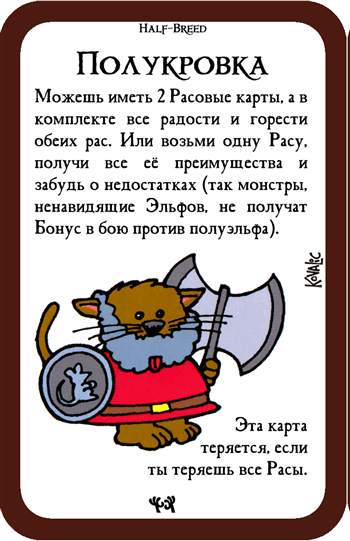 Half-Breed
Полукровка
Можешь иметь 2 Расовые карты, а в
комплекте все радости и горести
обеих рас. Или возьми одну Расу,
получи все её преимущества и
забудь о недостатках (так монстры,
ненавидящие Эльфов, не получат
Бонус в бою против полуэльфа).
Kovalic
Эта карта
теряется, если
ты теряешь все Расы.